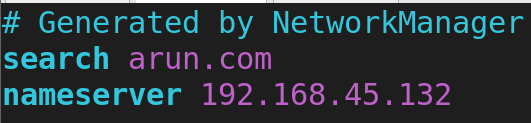 # Generated by NetworkManager
search arun.com
nameserver 192.168.45.132